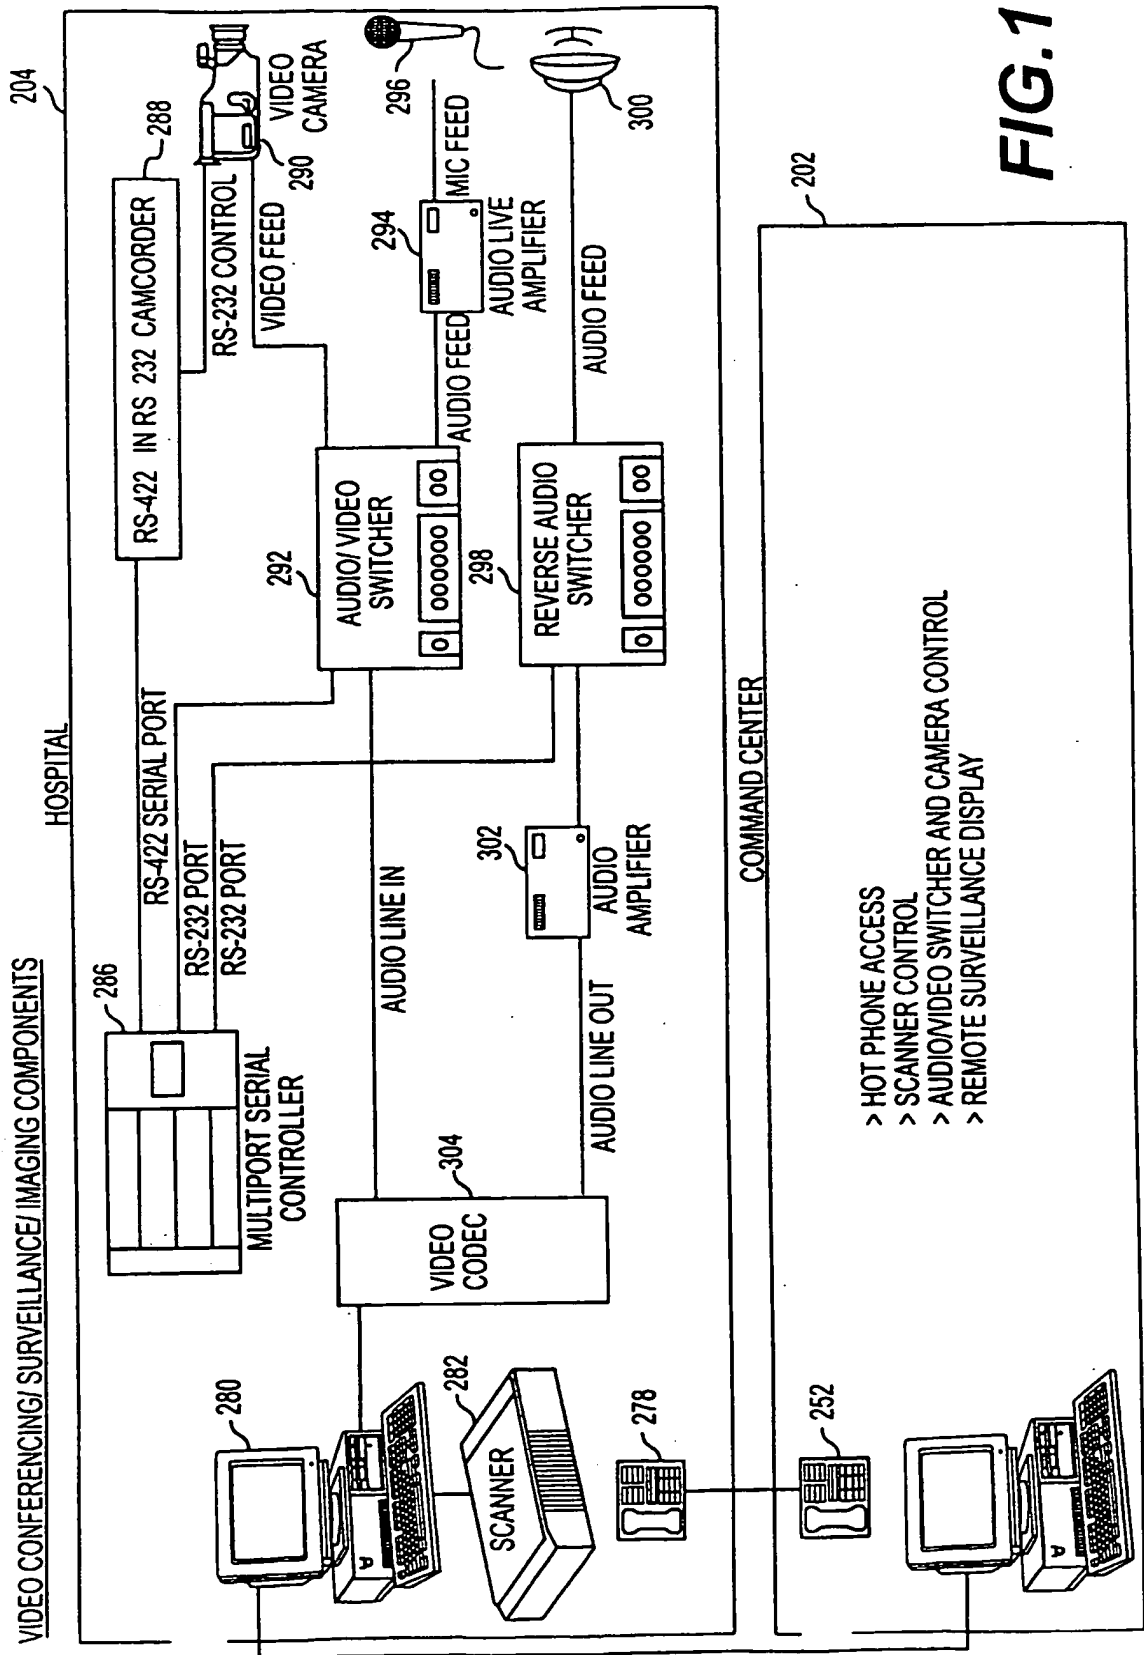 VIDEO CONFERENCING/ SURVEILLANCE/ IMAGING COMPONENTS
HOSPITAL
204
286
MULTIPORT SERIAL
CONTROLLER
RS-422 SERIAL PORT
RS-232 PORT
RS-232 PORT
RS-422 IN RS 232 CAMCORDER
288
RS-232 CONTROL
VIDEO FEED
VIDEO
CAMERA
290
280
282
SCANNER
278
VIDEO
CODEC
304
AUDIO LINE IN
292
AUDIO/ VIDEO
SWITCHER
AUDIO FEED
294
AUDIO LIVE
AMPLIFIER
MIC FEED
296
AUDIO LINE OUT
302
AUDIO
AMPLIFIER
298
REVERSE AUDIO
SWITCHER
AUDIO FEED
300
COMMAND CENTER
202
252
> HOT PHONE ACCESS
> SCANNER CONTROL
> AUDIO/VIDEO SWITCHER AND CAMERA CONTROL
> REMOTE SURVEILLANCE DISPLAY
FIG.1